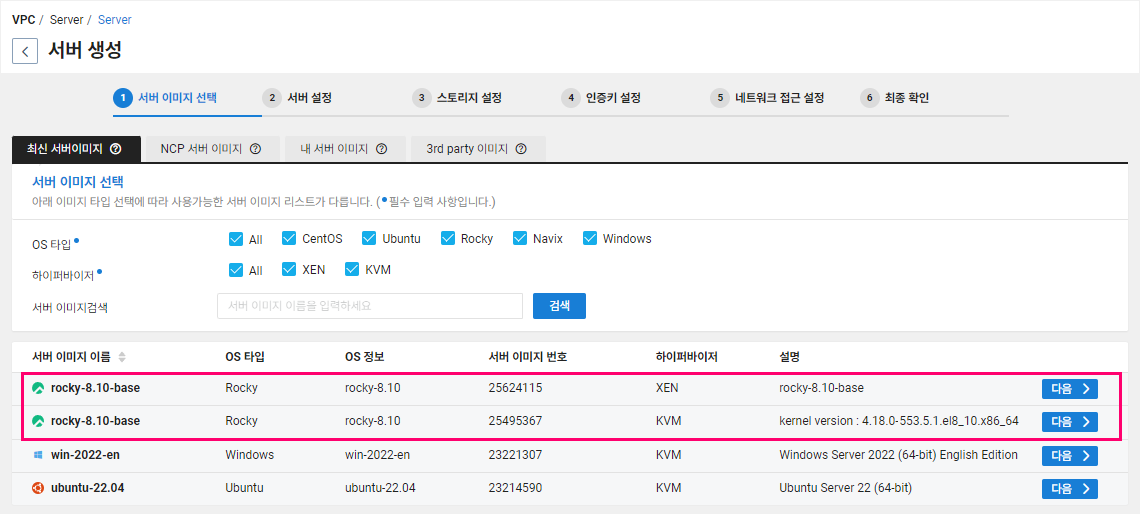 VPC / Server / Server
서버 생성
1 서버 이미지 선택 2 서버 설정 3 스토리지 설정 4 인증키 설정 5 네트워크 접근 설정 6 최종 확인
최신 서버이미지 ? NCP 서버 이미지 ? 내 서버 이미지 ? 3rd party 이미지 ?
서버 이미지 선택
아래 이미지 타입 선택에 따라 사용가능한 서버 이미지 리스트가 다릅니다. (•필수 입력 사항입니다.)
OS 타입• All CentOS Ubuntu Rocky Navix Windows
하이퍼바이저• All XEN KVM
서버 이미지검색 서버 이미지 이름을 입력하세요 검색
서버 이미지 이름 OS 타입 OS 정보 서버 이미지 번호 하이퍼바이저 설명
rocky-8.10-base Rocky rocky-8.10 25624115 XEN rocky-8.10-base 다음 >
rocky-8.10-base Rocky rocky-8.10 25495367 KVM kernel version : 4.18.0-553.5.1.el8_10.x86_64 다음 >
win-2022-en Windows win-2022-en 23221307 KVM Windows Server 2022 (64-bit) English Edition 다음 >
ubuntu-22.04 Ubuntu ubuntu-22.04 23214590 KVM Ubuntu Server 22 (64-bit) 다음 >